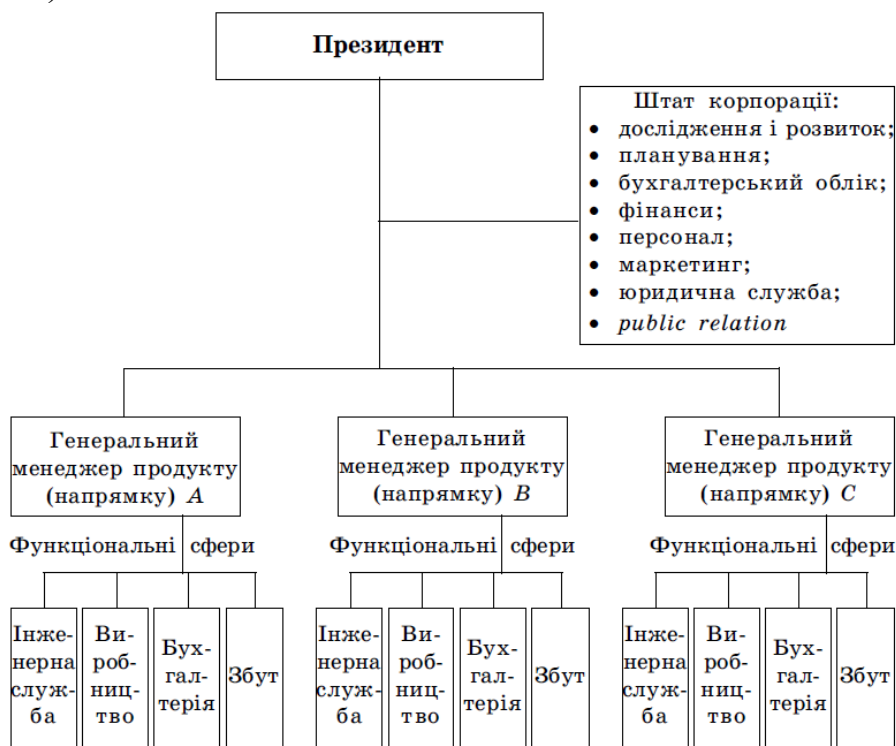 Президент
Штат корпорації:
• дослідження і розвиток;
• планування;
• бухгалтерський облік;
• фінанси;
• персонал;
• маркетинг;
• юридична служба;
• public relation
Генеральний
менеджер продукту
(напрямку) A
Генеральний
менеджер продукту
(напрямку) B
Генеральний
менеджер продукту
(напрямку) C
Функціональні сфери
Функціональні сфери
Функціональні сфери
Інже-
нерна
служ-
ба
Ви-
роб-
ниц-
тво
Бух-
гал-
терія
Збут
Інже-
нерна
служ-
ба
Ви-
роб-
ниц-
тво
Бух-
гал-
терія
Збут
Інже-
нерна
служ-
ба
Ви-
роб-
ниц-
тво
Бух-
гал-
терія
Збут